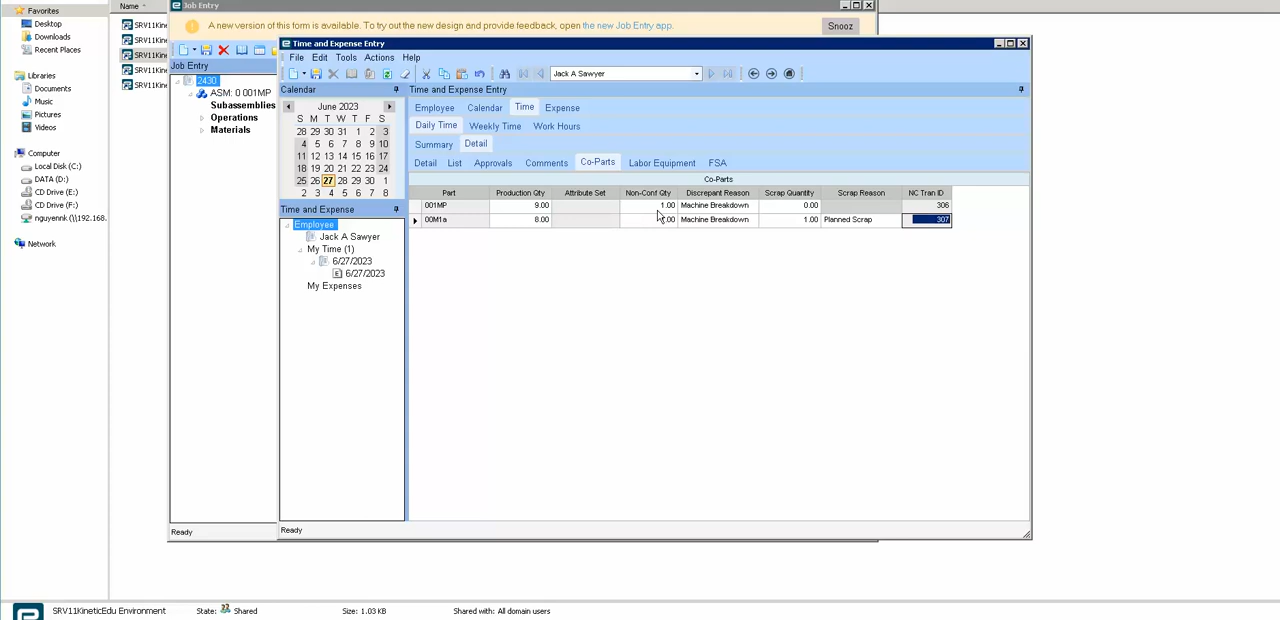 Favorites
Desktop
Downloads
Recent Places
Libraries
Documents
Music
Pictures
Videos
Computer
Local Disk (C:)
DATA (D:)
CD Drive (E:)
CD Drive (F:)
nguyennk (\\192.168.
Network
Name
SRV11Kine
SRV11Kine
SRV11Kine
SRV11Kine
SRV11Kine
Job Entry
A new version of this form is available. To try out the new design and provide feedback, open the new Job Entry app.
Snooz
Job Entry
2430
ASM: 0 001MP
Subassemblies
Operations
Materials
Ready
Time and Expense Entry
File Edit Tools Actions Help
Jack A Sawyer
Calendar
June 2023
S M T W T F S
28 29 30 31 1 2 3
4 5 6 7 8 9 10
11 12 13 14 15 16 17
18 19 20 21 22 23 24
25 26 27 28 29 30 1
2 3 4 5 6 7 8
Time and Expense
Employee
Jack A Sawyer
My Time (1)
6/27/2023
6/27/2023
My Expenses
Time and Expense Entry
Employee Calendar Time Expense
Daily Time Weekly Time Work Hours
Summary Detail
Detail List Approvals Comments Co-Parts Labor Equipment FSA
Co-Parts
Part Production Qty Attribute Set Non-Conf Qty Discrepant Reason Scrap Quantity Scrap Reason NC Tran ID
001MP 9.00 1.00 Machine Breakdown 0.00 306
00M1a 8.00 Machine Breakdown 1.00 Planned Scrap 307
Ready
SRV11KineticEdu Environment State: Shared Size: 1.03 KB Shared with: All domain users